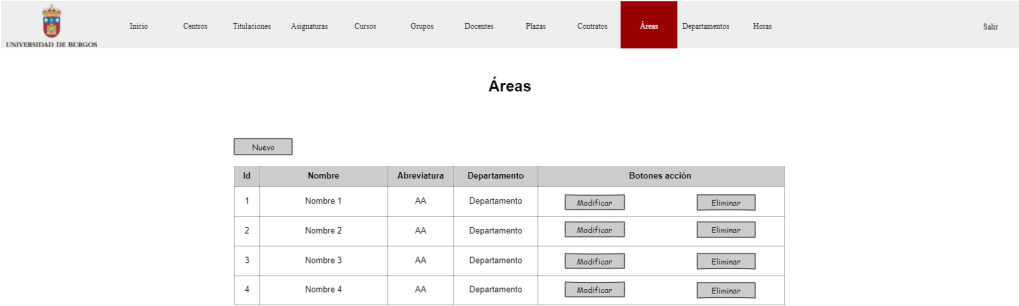 UNIVERSIDAD DE BURGOS
Inicio Centros Titulaciones Asignaturas Cursos Grupos Docentes Plazas Contratos Áreas Departamentos Horas Salir
Áreas
Nuevo
Id Nombre Abreviatura Departamento Botones acción
1 Nombre 1 AA Departamento Modificar Eliminar
2 Nombre 2 AA Departamento Modificar Eliminar
3 Nombre 3 AA Departamento Modificar Eliminar
4 Nombre 4 AA Departamento Modificar Eliminar